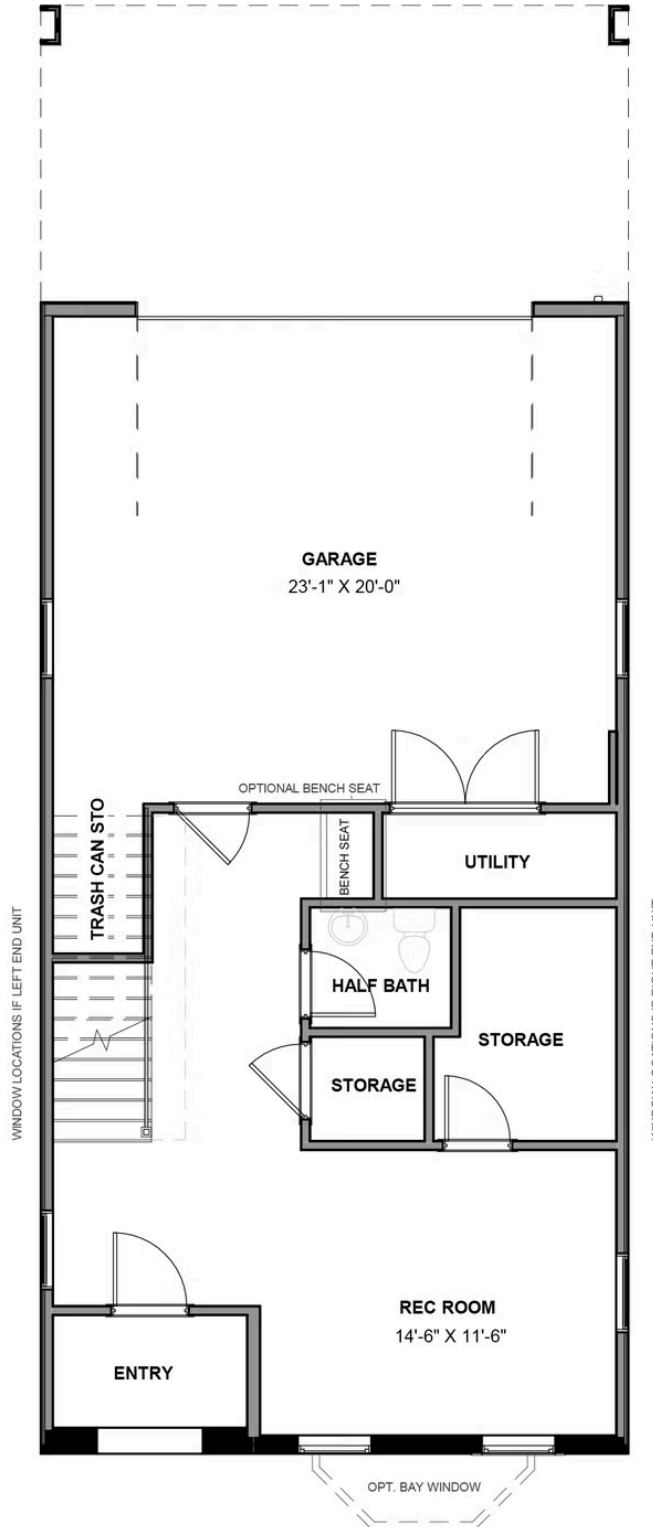 GARAGE
23'-1" X 20'-0"
OPTIONAL BENCH SEAT
TRASH CAN STO
BENCH SEAT
UTILITY
HALF BATH
STORAGE
STORAGE
WINDOW LOCATIONS IF LEFT END UNIT
REC ROOM
14'-6" X 11'-6"
ENTRY
OPT. BAY WINDOW